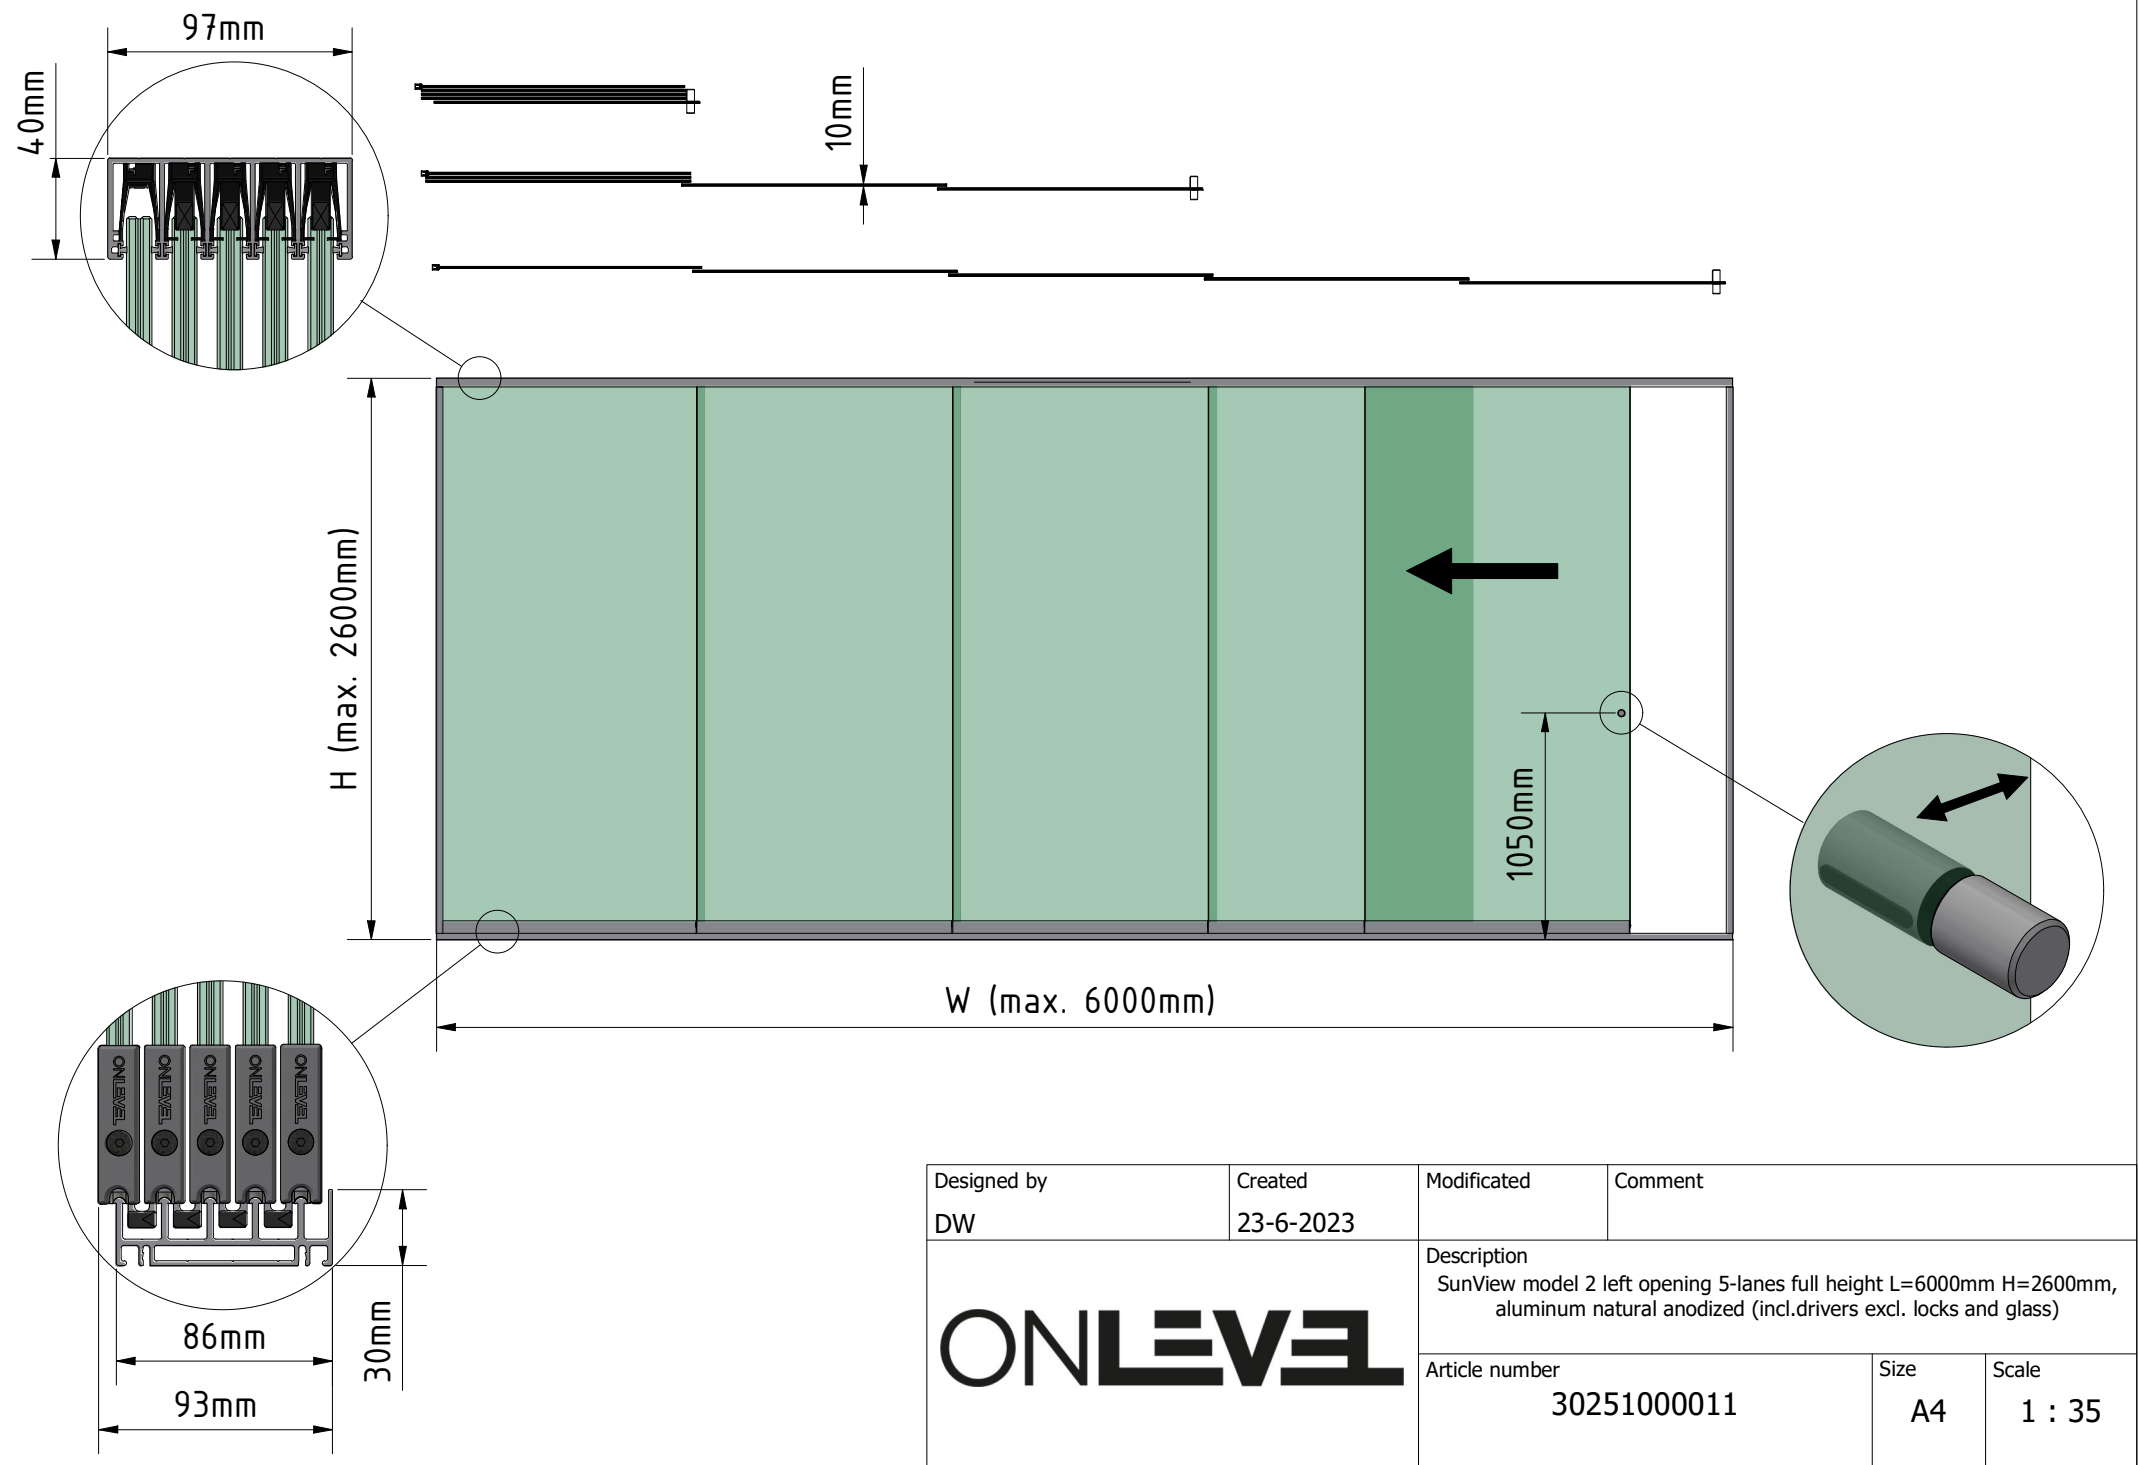 97mm
40mm
10mm
H (max. 2600mm)
1050mm
W (max. 6000mm)
ONLEVEL
ONLEVEL
ONLEVEL
ONLEVEL
ONLEVEL
30mm
86mm
93mm
Designed by
DW
Created
23-6-2023
Modificated
Comment
ONLEVEL
Description
SunView model 2 left opening 5-lanes full height L=6000mm H=2600mm,
aluminum natural anodized (incl.drivers excl. locks and glass)
Article number
30251000011
Size
A4
Scale
1 : 35